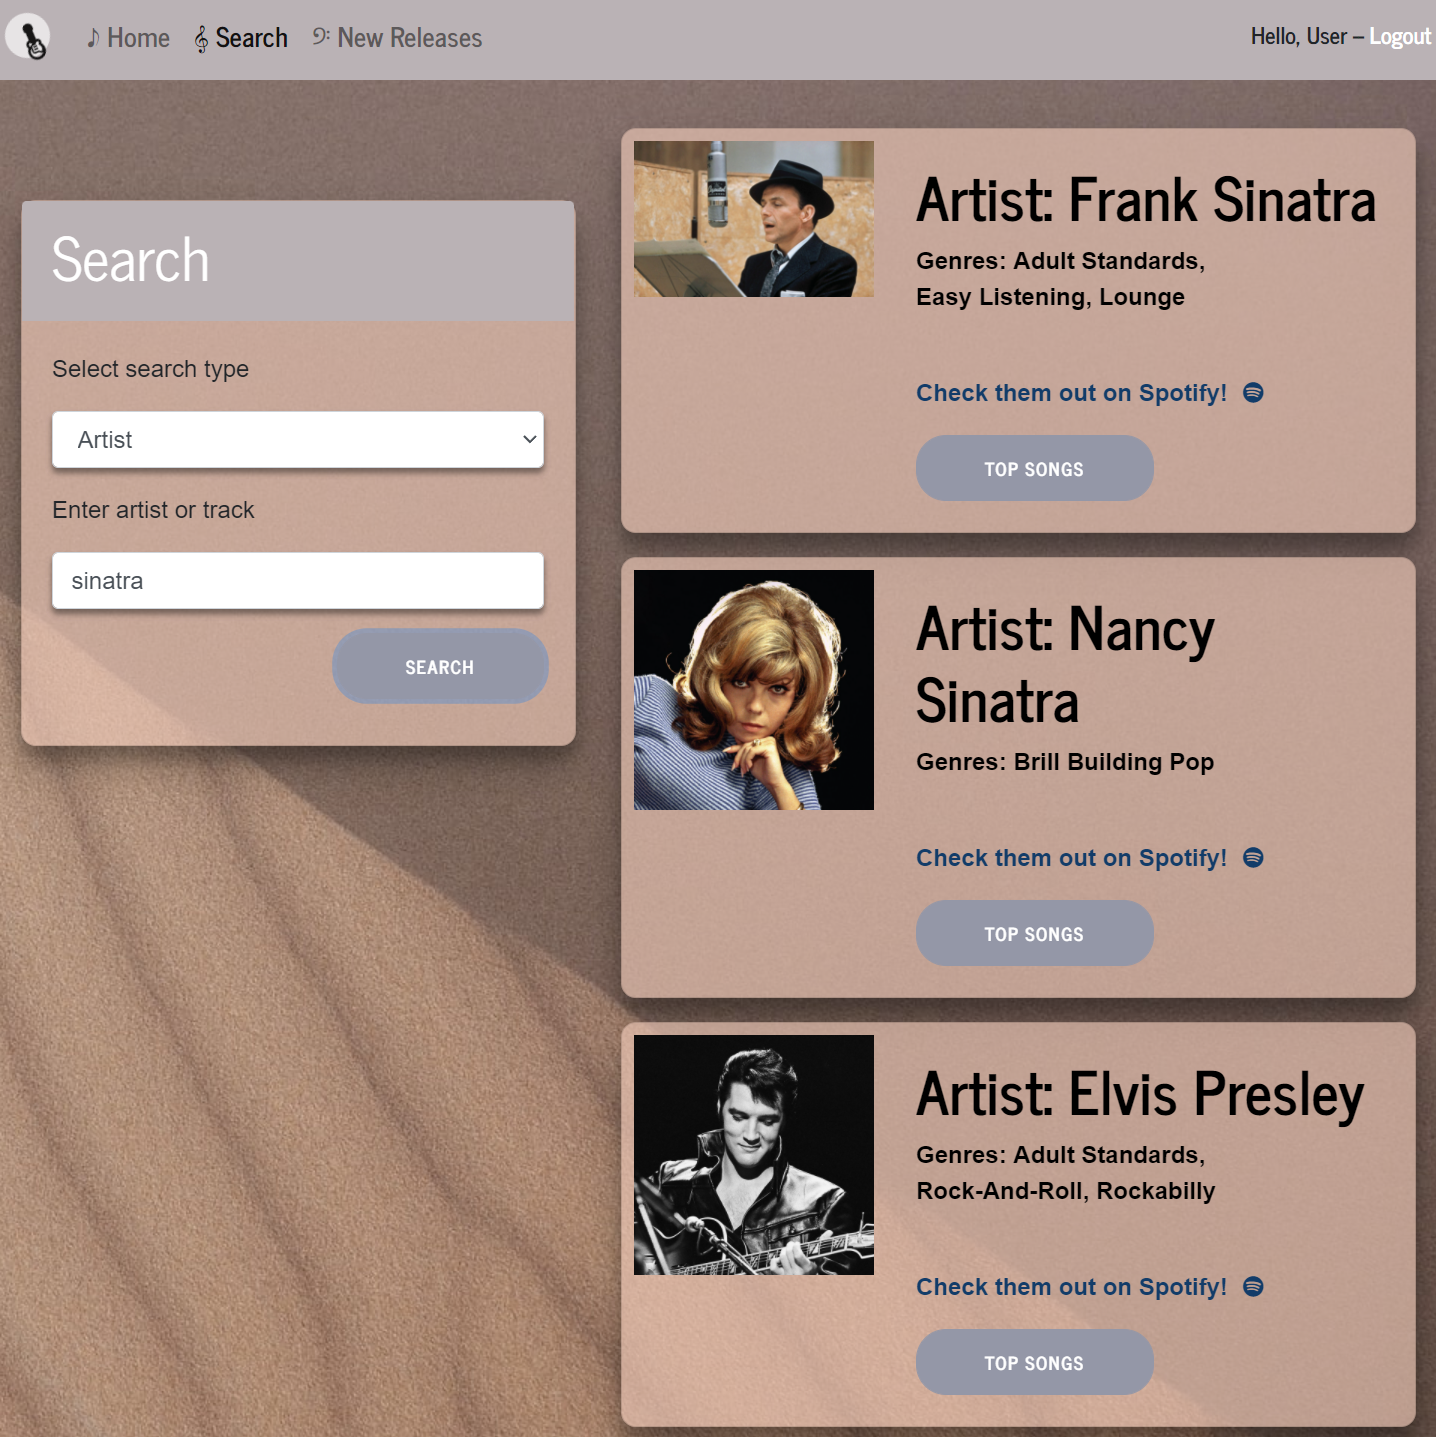 Home Search New Releases Hello, User – Logout
Search
Select search type
Artist
Enter artist or track
sinatra
SEARCH
Artist: Frank Sinatra
Genres: Adult Standards,
Easy Listening, Lounge
Check them out on Spotify!
TOP SONGS
Artist: Nancy
Sinatra
Genres: Brill Building Pop
Check them out on Spotify!
TOP SONGS
Artist: Elvis Presley
Genres: Adult Standards,
Rock-And-Roll, Rockabilly
Check them out on Spotify!
TOP SONGS